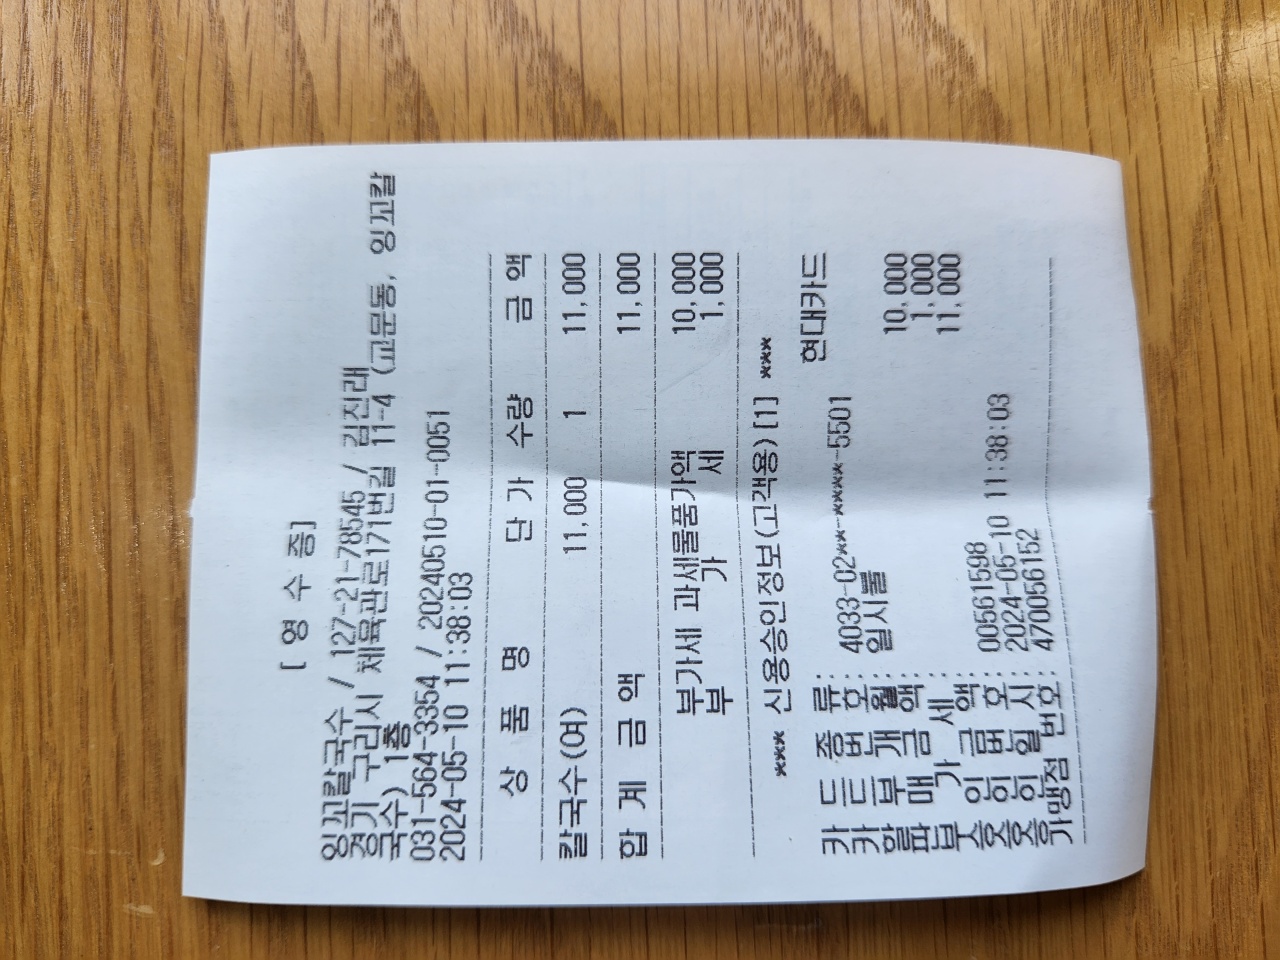 [ 영 수 증]
잉꼬칼국수 / 127-21-78545 / 김진래
경기 구리시 체육관로171번길 11-4 (교문동, 잉꼬칼
국수) 1층
031-564-3354 / 20240510-01-0051
2024-05-10 11:38:03
상 품 명 단 가 수량 금 액
칼국수(여) 11,000 1 11,000
합 계 금 액 11,000
부가세 과세물품가액 10,000
부 가 세 1,000
*** 신용승인정보(고객용) [1] ***
카 드 종 류 : 현대카드
카 드 번 호 : 4033-02**-****-5501
할 부 개 월 : 일시불
판 매 금 액 : 10,000
부 가 세 : 1,000
승 인 금 액 : 11,000
승 인 번 호 : 00561598
승 인 일 시 : 2024-05-10 11:38:03
가맹점 번호 : 470056152